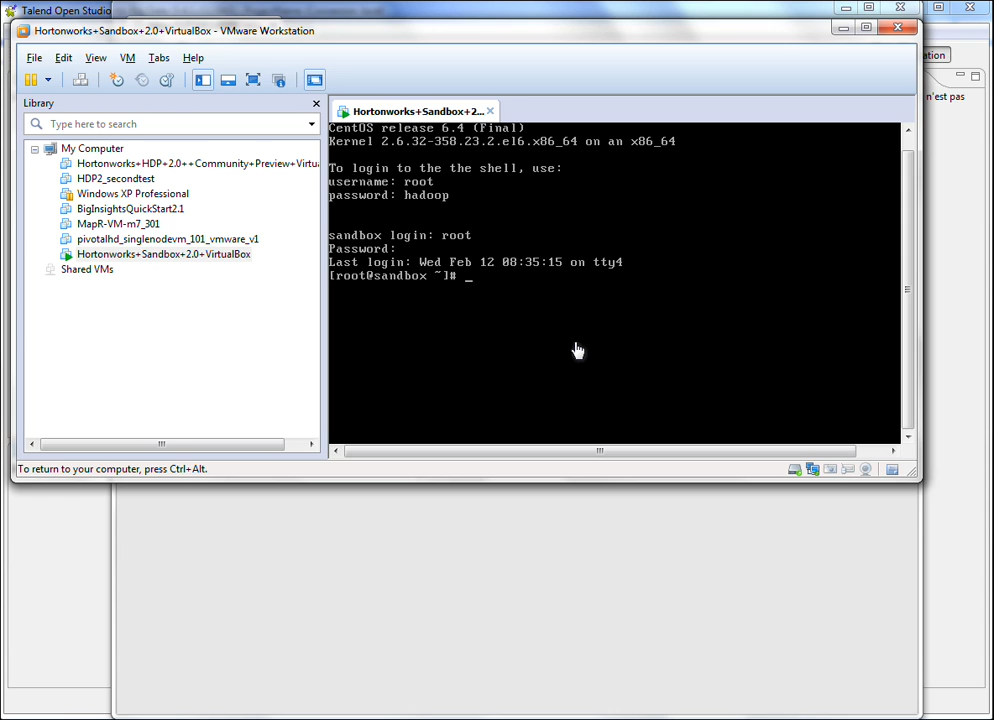 Talend Open Studio
Hortonworks+Sandbox+2.0+VirtualBox - VMware Workstation
File Edit View VM Tabs Help
ation
n'est pas
Library
Type here to search
My Computer
Hortonworks+HDP+2.0++Community+Preview+Virtua
HDP2_secondtest
Windows XP Professional
BigInsightsQuickStart2.1
MapR-VM-m7_301
pivotalhd_singlenodevm_101_vmware_v1
Hortonworks+Sandbox+2.0+VirtualBox
Shared VMs
Hortonworks+Sandbox+2...
CentOS release 6.4 (Final)
Kernel 2.6.32-358.23.2.el6.x86_64 on an x86_64
To login to the the shell, use:
username: root
password: hadoop
sandbox login: root
Password:
Last login: Wed Feb 12 08:35:15 on tty4
[root@sandbox ~]# _
To return to your computer, press Ctrl+Alt.